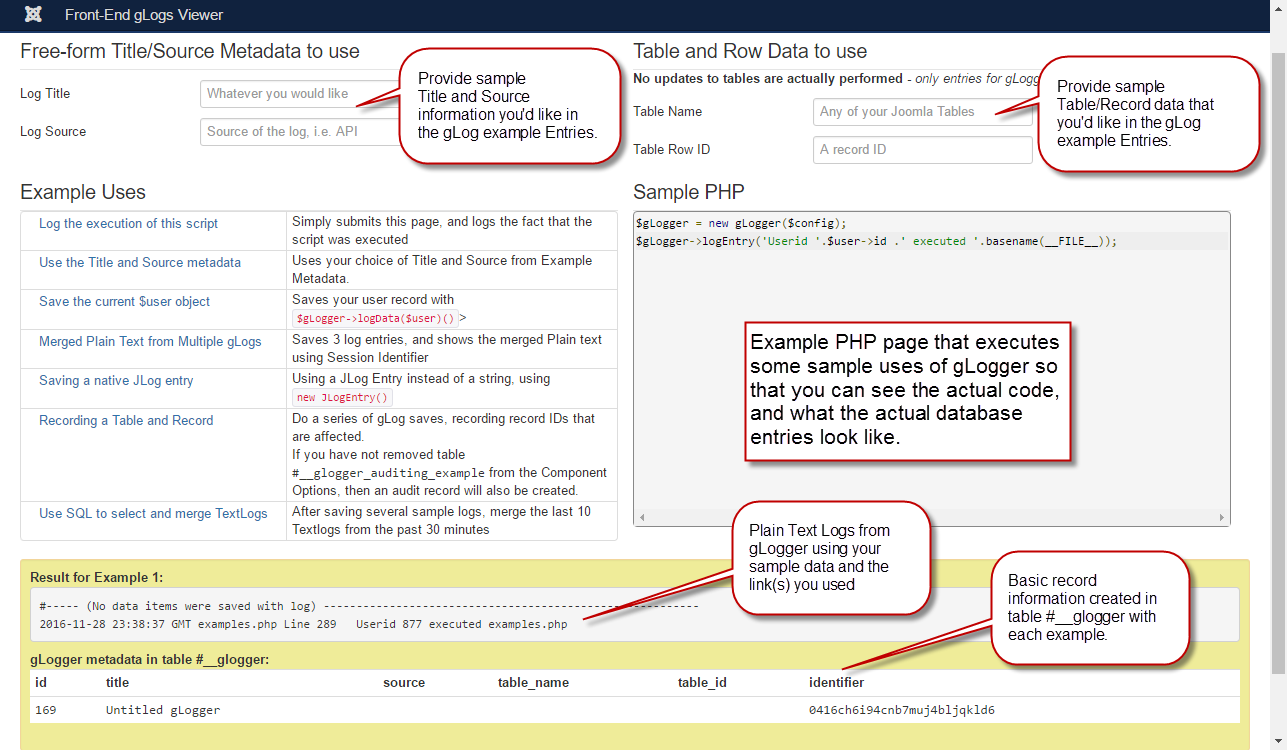 Front-End gLogs Viewer
Free-form Title/Source Metadata to use
Log Title
Whatever you would like
Log Source
Source of the log, i.e. API
Provide sample
Title and Source
information you'd like in
the gLog example Entries.
Table and Row Data to use
No updates to tables are actually performed - only entries for gLogg
Table Name
Any of your Joomla Tables
Table Row ID
A record ID
Provide sample
Table/Record data that
you'd like in the gLog
example Entries.
Example Uses
Log the execution of this script
Simply submits this page, and logs the fact that the
script was executed
Use the Title and Source metadata
Uses your choice of Title and Source from Example
Metadata.
Save the current $user object
Saves your user record with
$gLogger->logData($user)()>
Merged Plain Text from Multiple gLogs
Saves 3 log entries, and shows the merged Plain text
using Session Identifier
Saving a native JLog entry
Using a JLog Entry instead of a string, using
new JLogEntry()
Recording a Table and Record
Do a series of gLog saves, recording record IDs that
are affected.
If you have not removed table
#__glogger_auditing_example from the Component
Options, then an audit record will also be created.
Use SQL to select and merge TextLogs
After saving several sample logs, merge the last 10
Textlogs from the past 30 minutes
Sample PHP
$gLogger = new gLogger($config);
$gLogger->logEntry('Userid '.$user->id .' executed '.basename(__FILE__));
Example PHP page that executes
some sample uses of gLogger so
that you can see the actual code,
and what the actual database
entries look like.
Plain Text Logs from
gLogger using your
sample data and the
link(s) you used
Basic record
information created in
table #__glogger with
each example.
Result for Example 1:
#----- (No data items were saved with log) ---------------------------------------------------------
2016-11-28 23:38:37 GMT examples.php Line 289 Userid 877 executed examples.php
gLogger metadata in table #__glogger:
id title source table_name table_id identifier
169 Untitled gLogger 0416ch6i94cnb7muj4bljqkld6